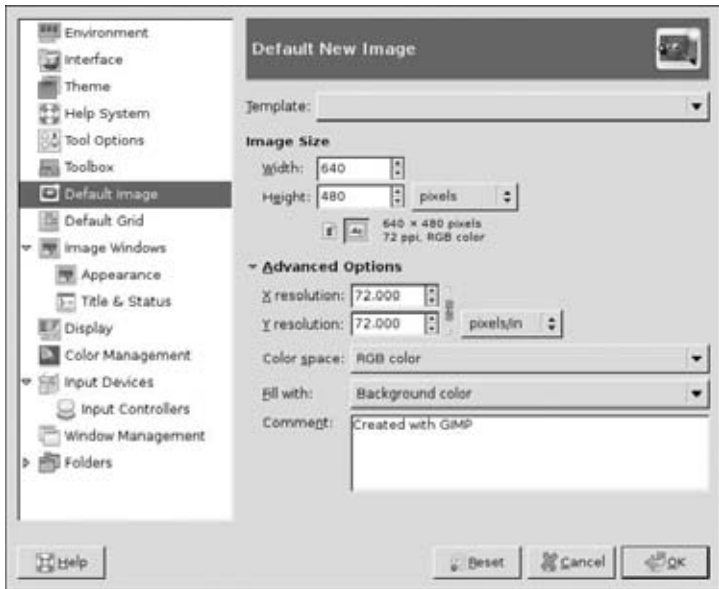 Environment
Interface
Theme
Help System
Tool Options
Toolbox
Default Image
Default Grid
Image Windows
Appearance
Title & Status
Display
Color Management
Input Devices
Input Controllers
Window Management
Folders
Default New Image
Template:
Image Size
Width: 640
Height: 480 pixels
640 × 480 pixels
72 ppi, RGB color
Advanced Options
X resolution: 72.000
Y resolution: 72.000 pixels/in
Color space: RGB color
Fill with: Background color
Comment: Created with GIMP
Help
Reset
Cancel
OK